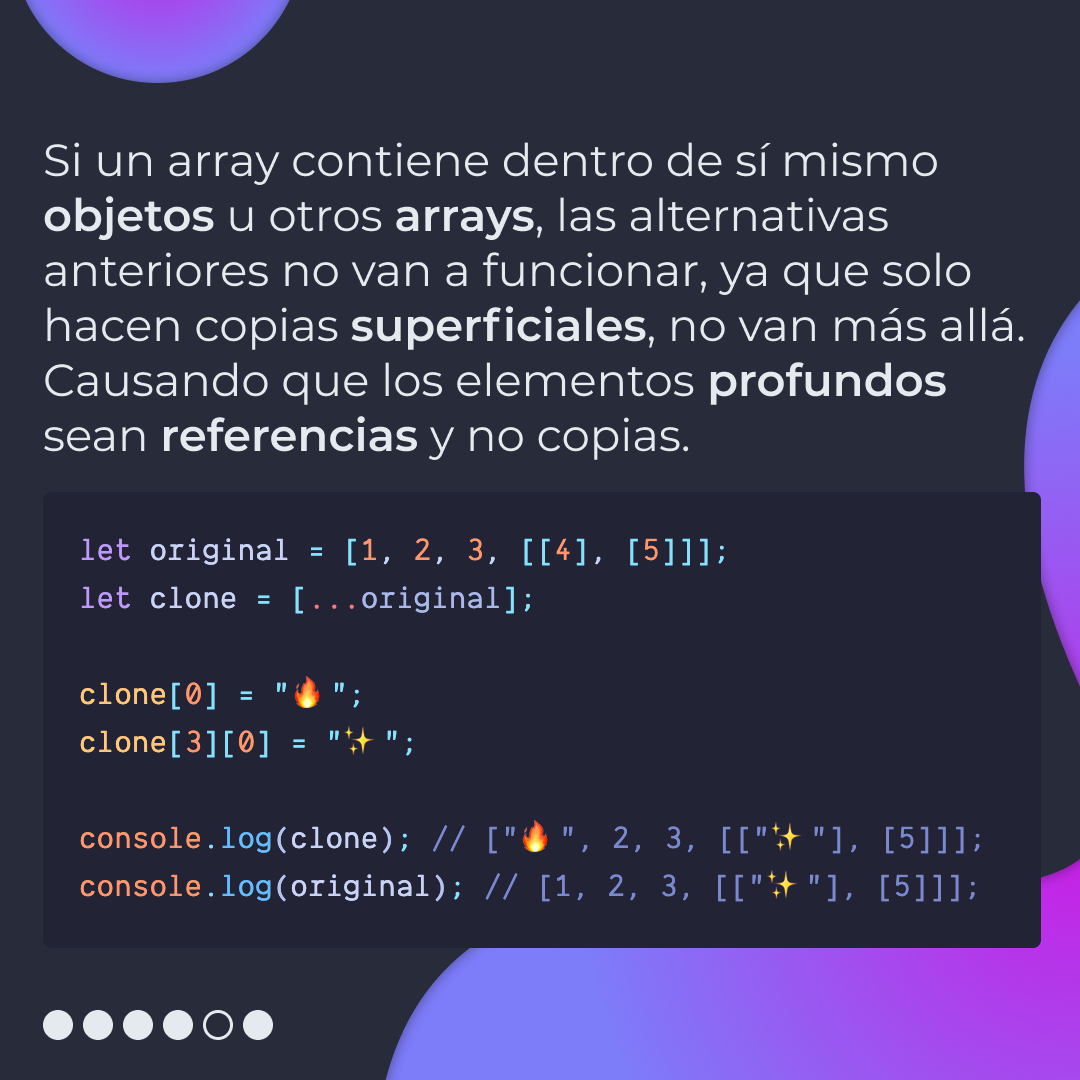 Si un array contiene dentro de sí mismo
objetos u otros arrays, las alternativas
anteriores no van a funcionar, ya que solo
hacen copias superficiales, no van más allá.
Causando que los elementos profundos
sean referencias y no copias.
let original = [1, 2, 3, [[4], [5]]];
let clone = [...original];
clone[0] = "🔥 ";
clone[3][0] = "✨ ";
console.log(clone); // ["🔥 ", 2, 3, [["✨ "], [5]]];
console.log(original); // [1, 2, 3, [["✨ "], [5]]];